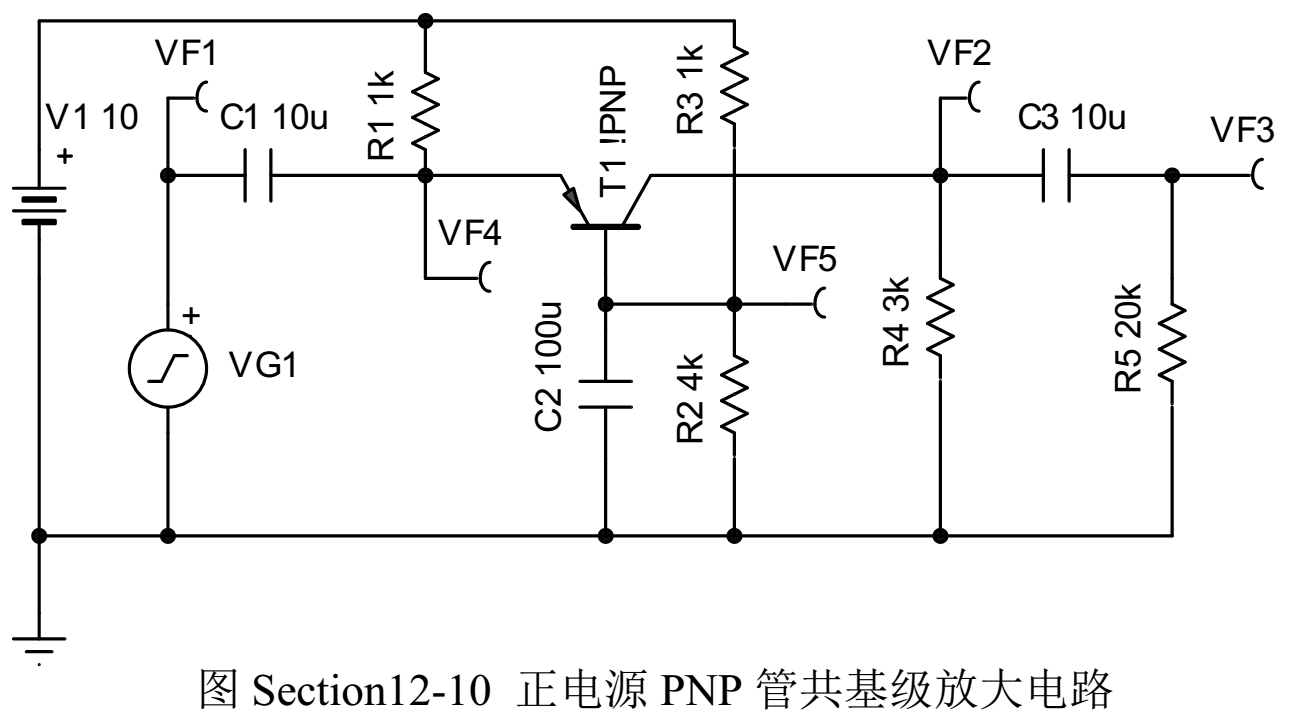 VF1
VF2
V1 10
+
C1 10u
R1 1k
T1 !PNP
R3 1k
C3 10u
VF3
VF4
VF5
+
VG1
C2 100u
R2 4k
R4 3k
R5 20k
图 Section12-10 正电源 PNP 管共基级放大电路